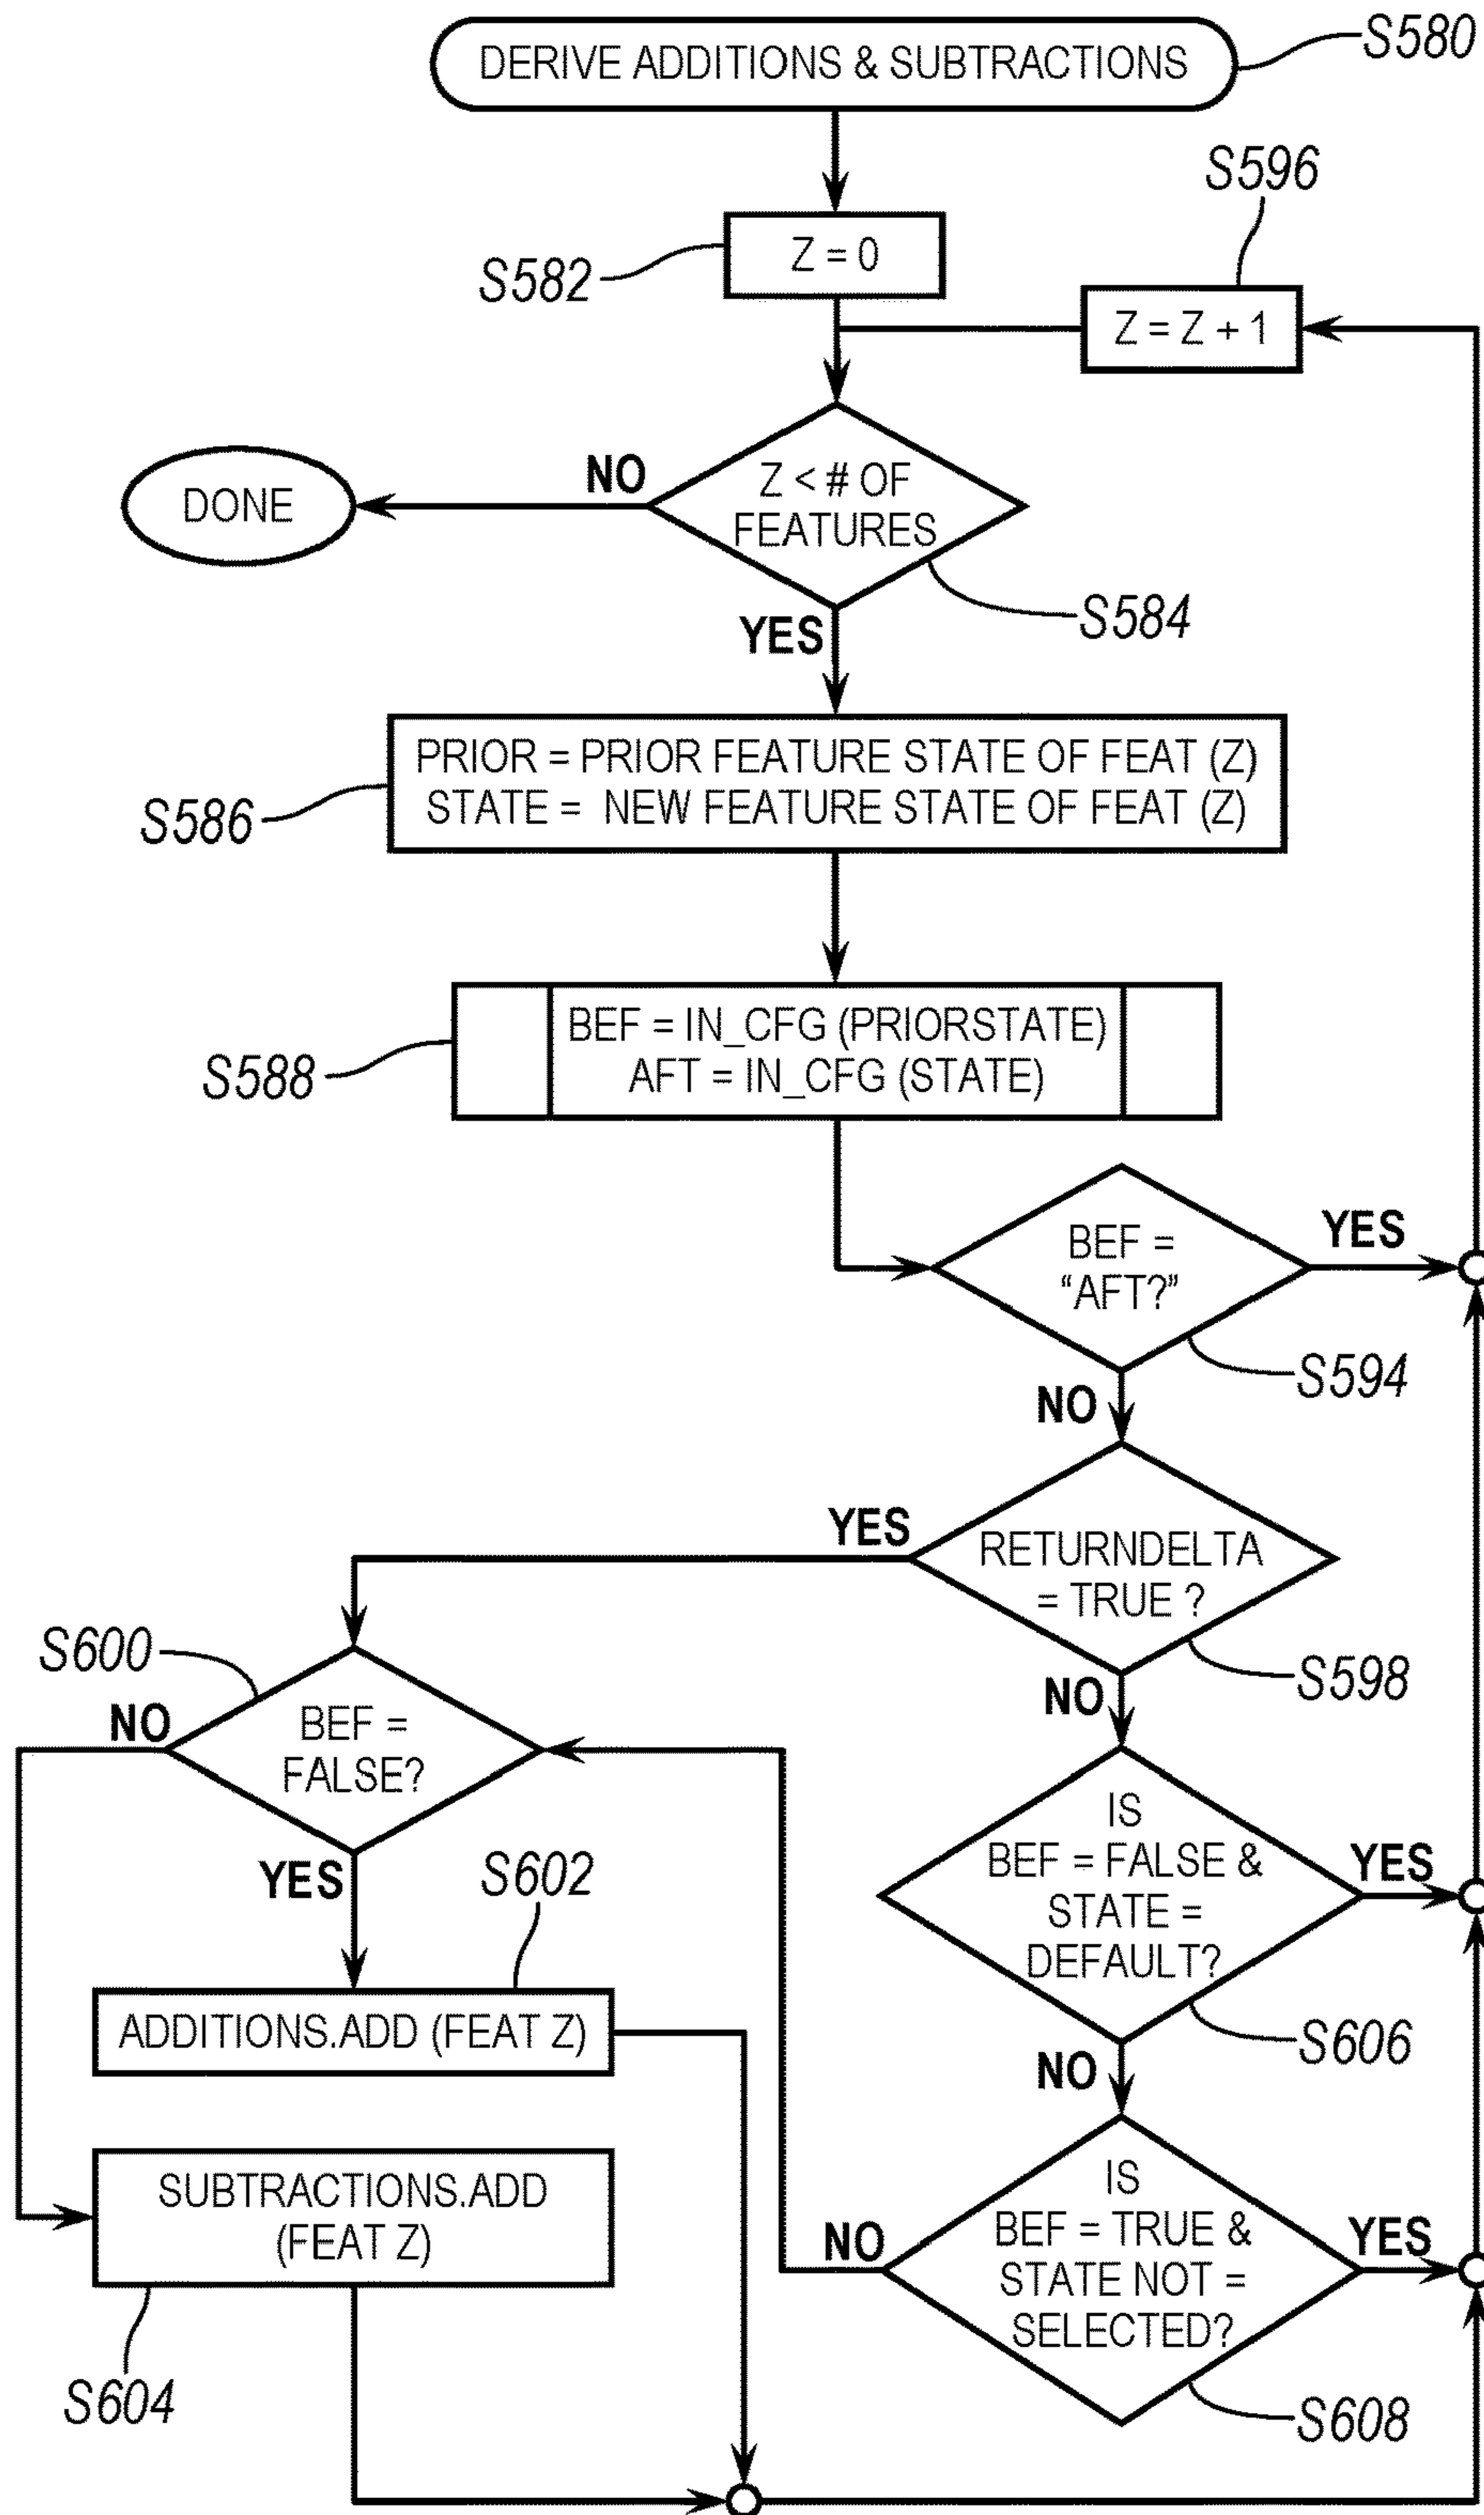 DERIVE ADDITIONS & SUBTRACTIONS
S580
S596
Z = 0
S582
Z = Z + 1
NO
Z < # OF
FEATURES
DONE
S584
YES
PRIOR = PRIOR FEATURE STATE OF FEAT (Z)
STATE = NEW FEATURE STATE OF FEAT (Z)
S586
BEF = IN_CFG (PRIORSTATE)
AFT = IN_CFG (STATE)
S588
BEF =
“AFT?”
YES
S594
NO
YES
RETURNDELTA
= TRUE ?
S600
S598
NO
NO
BEF =
FALSE?
IS
BEF = FALSE &
STATE =
DEFAULT?
YES
YES
S602
ADDITIONS.ADD (FEAT Z)
S606
NO
SUBTRACTIONS.ADD
(FEAT Z)
IS
BEF = TRUE &
STATE NOT =
SELECTED?
NO
YES
S604
S608